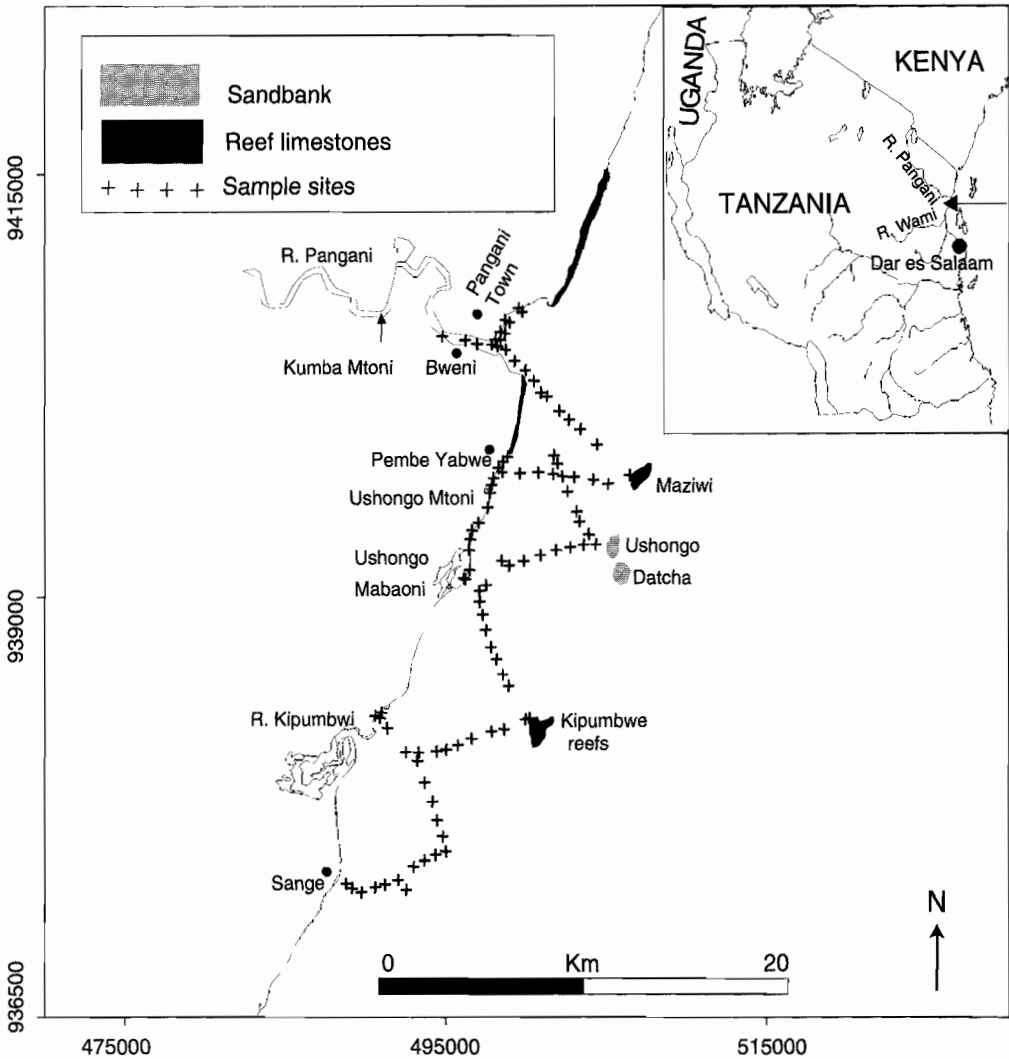 Sandbank
Reef limestones
Sample sites
UGANDA
KENYA
TANZANIA
R. Pangani
R. Wami
Dar es Salaam
R. Pangani
Pangani
Town
Kumba Mtoni
Bweni
Pembe Yabwe
Ushongo Mtoni
Maziwi
Ushongo
Mabaoni
Ushongo
Datcha
R. Kipumbwi
Kipumbwe
reefs
Sange
N
0 Km 20
9415000
939000
936500
475000 495000 515000